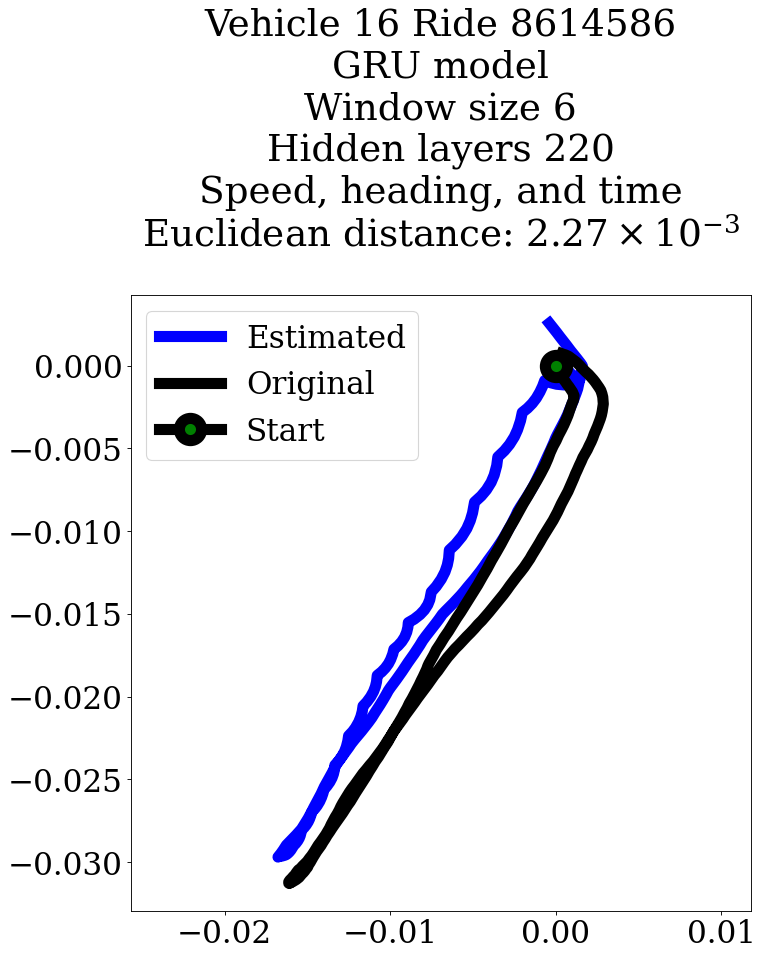 Vehicle 16 Ride 8614586
GRU model
Window size 6
Hidden layers 220
Speed, heading, and time
Euclidean distance: 2.27 × 10⁻³
Estimated
Original
Start
0.000
−0.005
−0.010
−0.015
−0.020
−0.025
−0.030
−0.02 −0.01 0.00 0.01